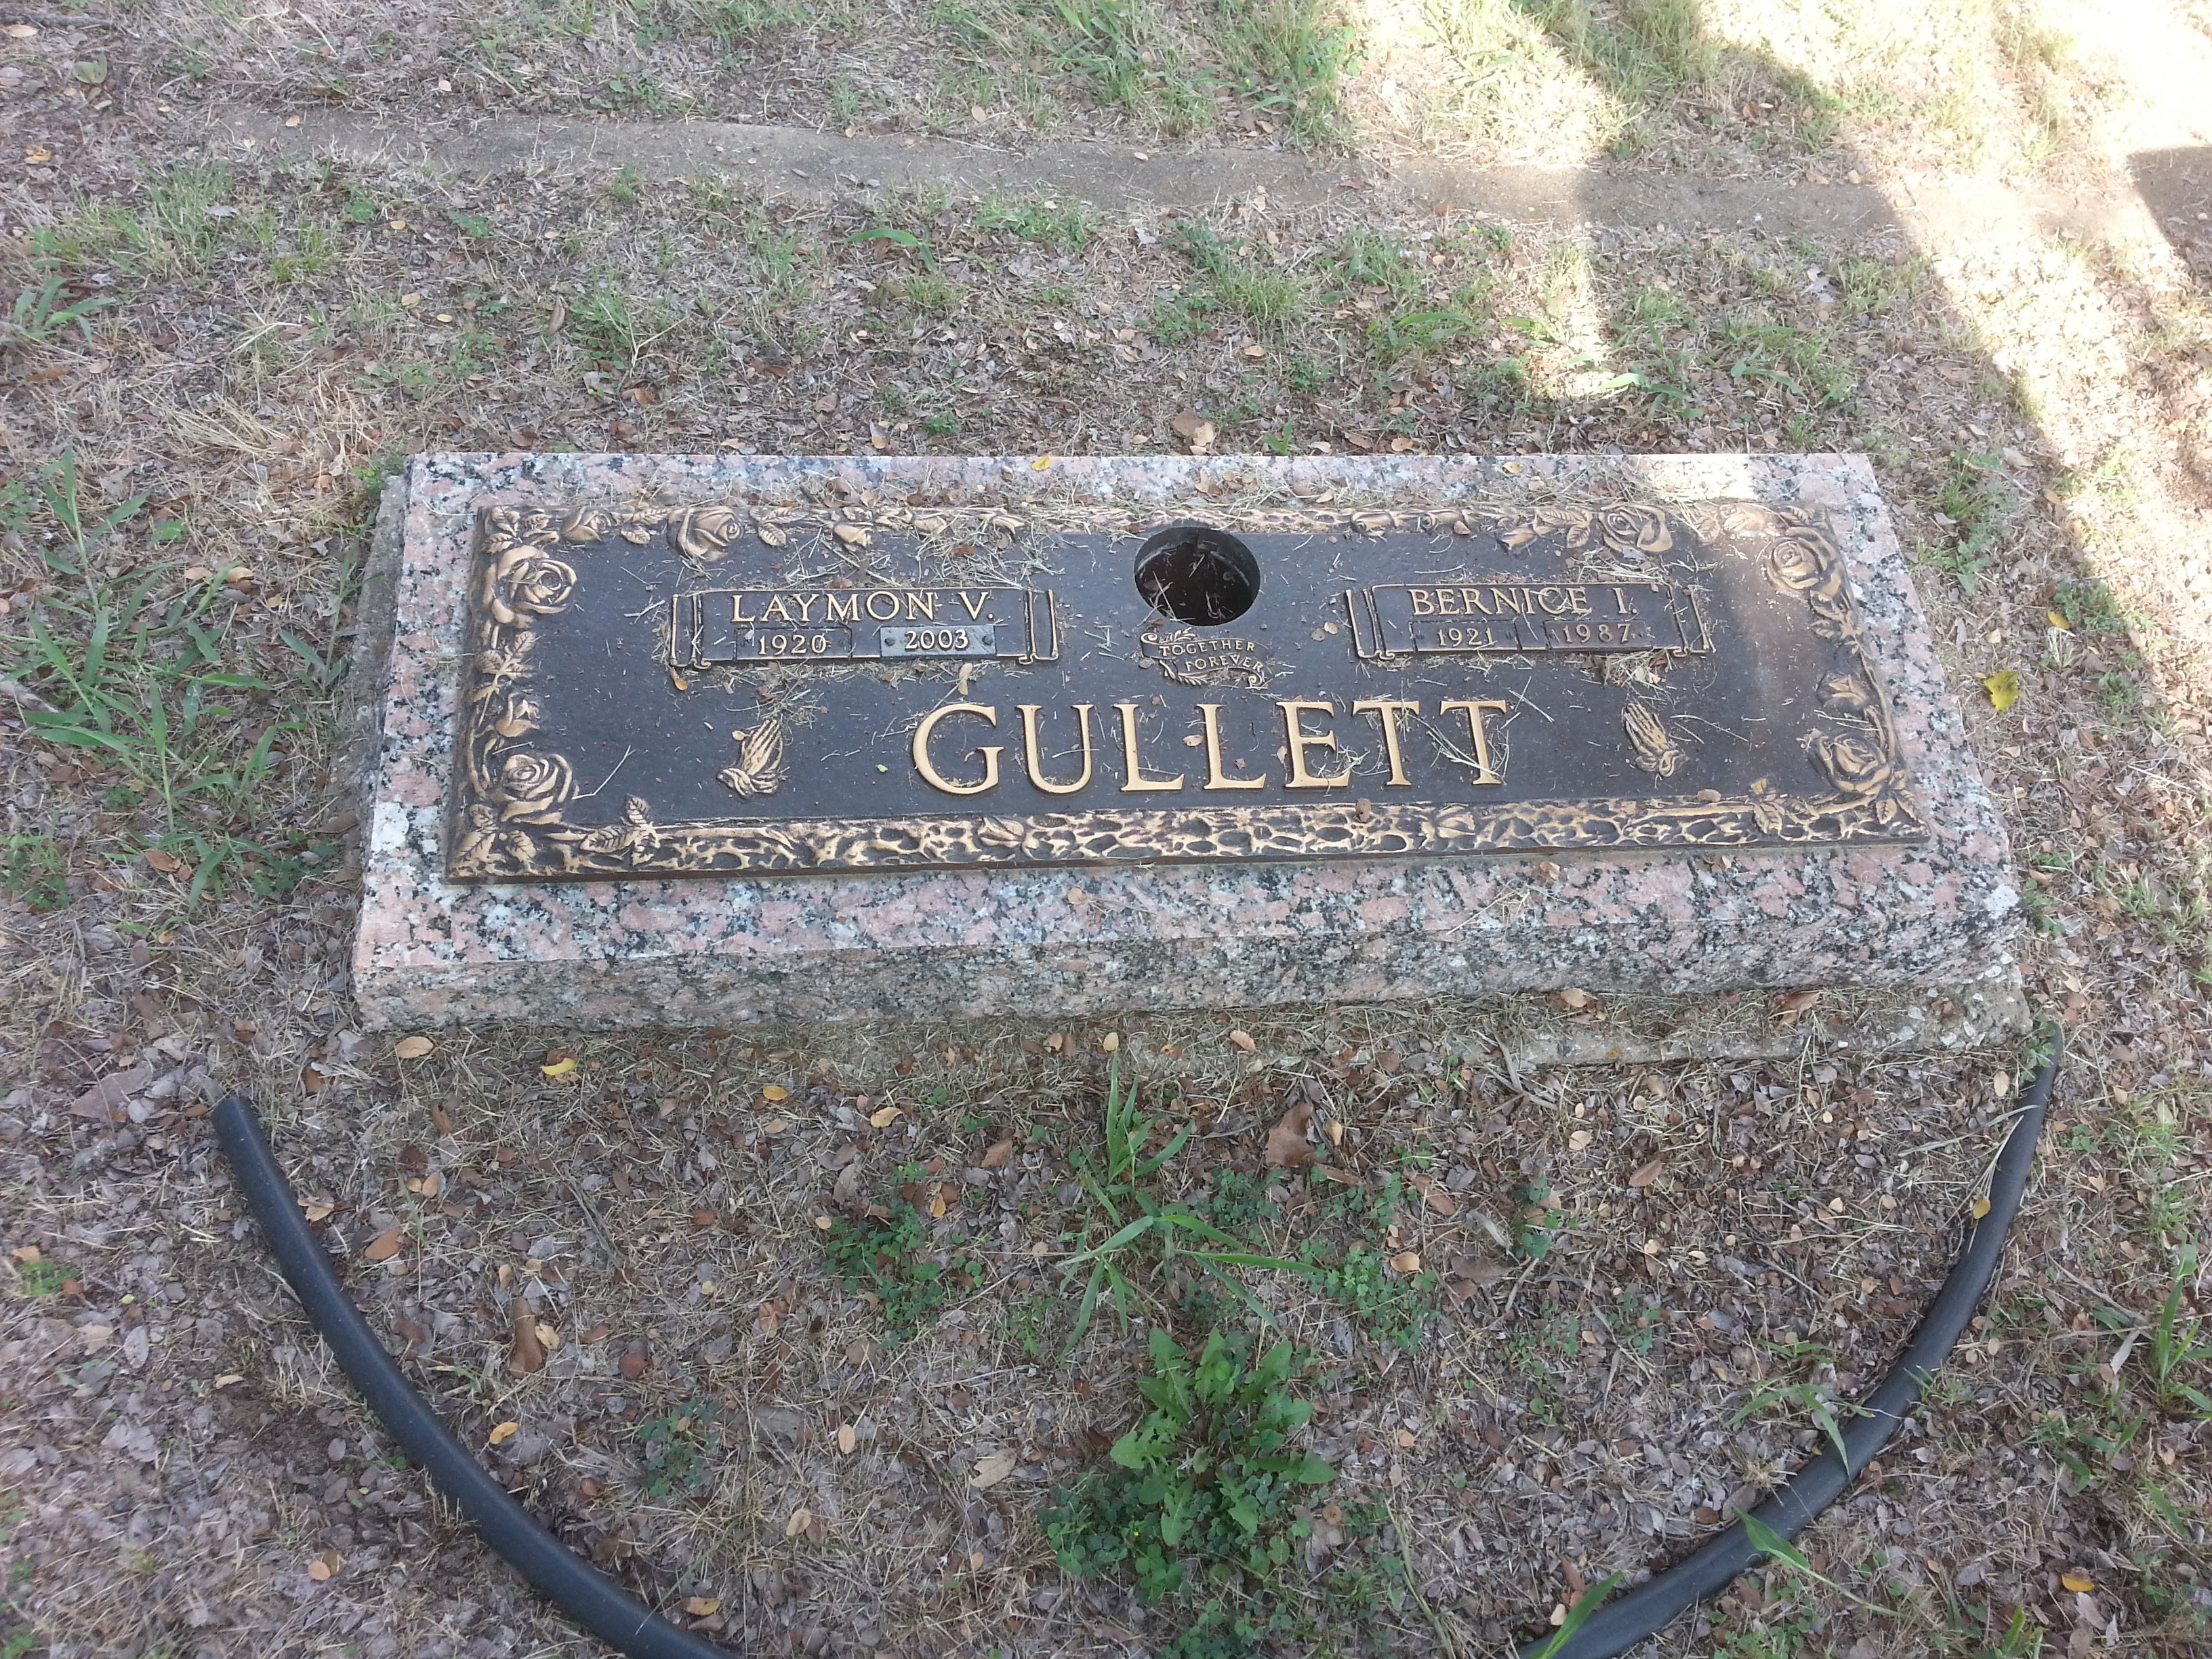 LAYMON V.
1920 2003
TOGETHER
FOREVER
BERNICE I.
1921 1987
GULLETT